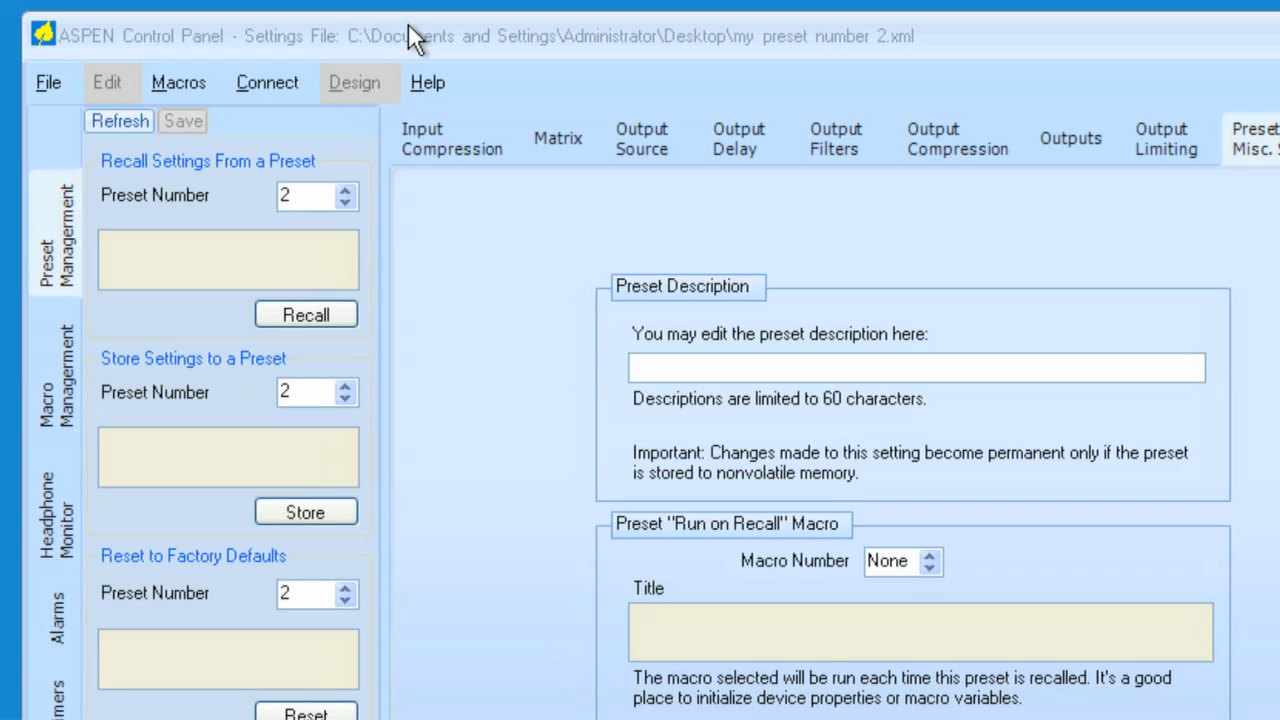 ASPEN Control Panel - Settings File: C:\Documents and Settings\Administrator\Desktop\my preset number 2.xml
File Edit Macros Connect Design Help
Refresh Save
Input Compression
Matrix
Output Source
Output Delay
Output Filters
Output Compression
Outputs
Output Limiting
Preset
Misc. S
Preset Managerment
Macro Managerment
Headphone Monitor
Alarms
mers
Recall Settings From a Preset
Preset Number 2
Recall
Store Settings to a Preset
Preset Number 2
Store
Reset to Factory Defaults
Preset Number 2
Reset
Preset Description
You may edit the preset description here:
Descriptions are limited to 60 characters.
Important: Changes made to this setting become permanent only if the preset
is stored to nonvolatile memory.
Preset "Run on Recall" Macro
Macro Number None
Title
The macro selected will be run each time this preset is recalled. It's a good
place to initialize device properties or macro variables.